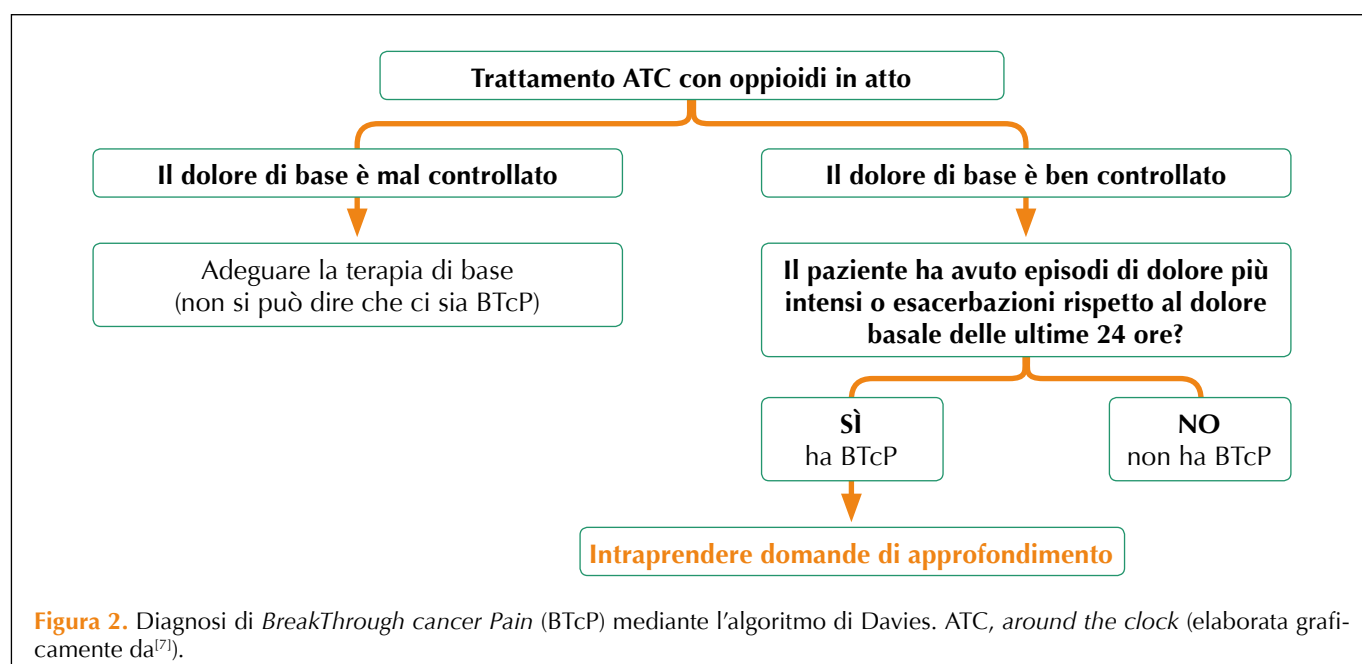 Trattamento ATC con oppioidi in atto
Il dolore di base è mal controllato
Il dolore di base è ben controllato
Adeguare la terapia di base
(non si può dire che ci sia BTcP)
Il paziente ha avuto episodi di dolore più
intensi o esacerbazioni rispetto al dolore
basale delle ultime 24 ore?
SÌ
ha BTcP
NO
non ha BTcP
Intraprendere domande di approfondimento
Figura 2. Diagnosi di BreakThrough cancer Pain (BTcP) mediante l'algoritmo di Davies. ATC, around the clock (elaborata grafi-
camente da[7]).